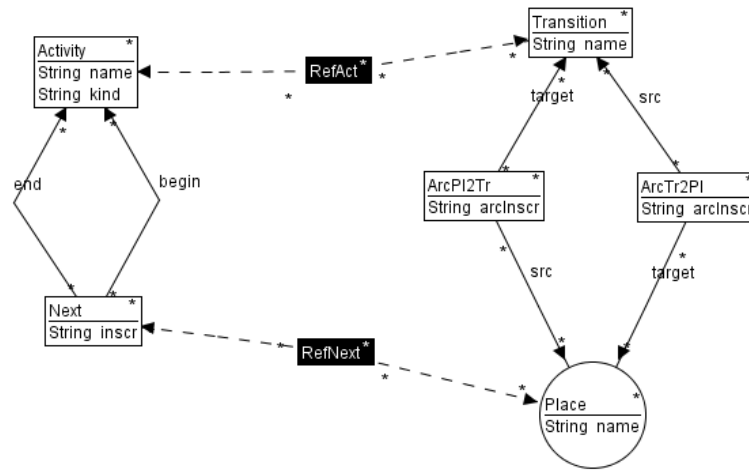 Transition *
String name
*
Activity *
String name
String kind
RefAct *
*
*
*
*
target
*
src
*
*
end
begin
*
*
ArcPl2Tr *
String arcInscr
ArcTr2Pl *
String arcInscr
*
src
*
target
*
*
Next *
String inscr
*
RefNext *
*
*
*
*
Place *
String name